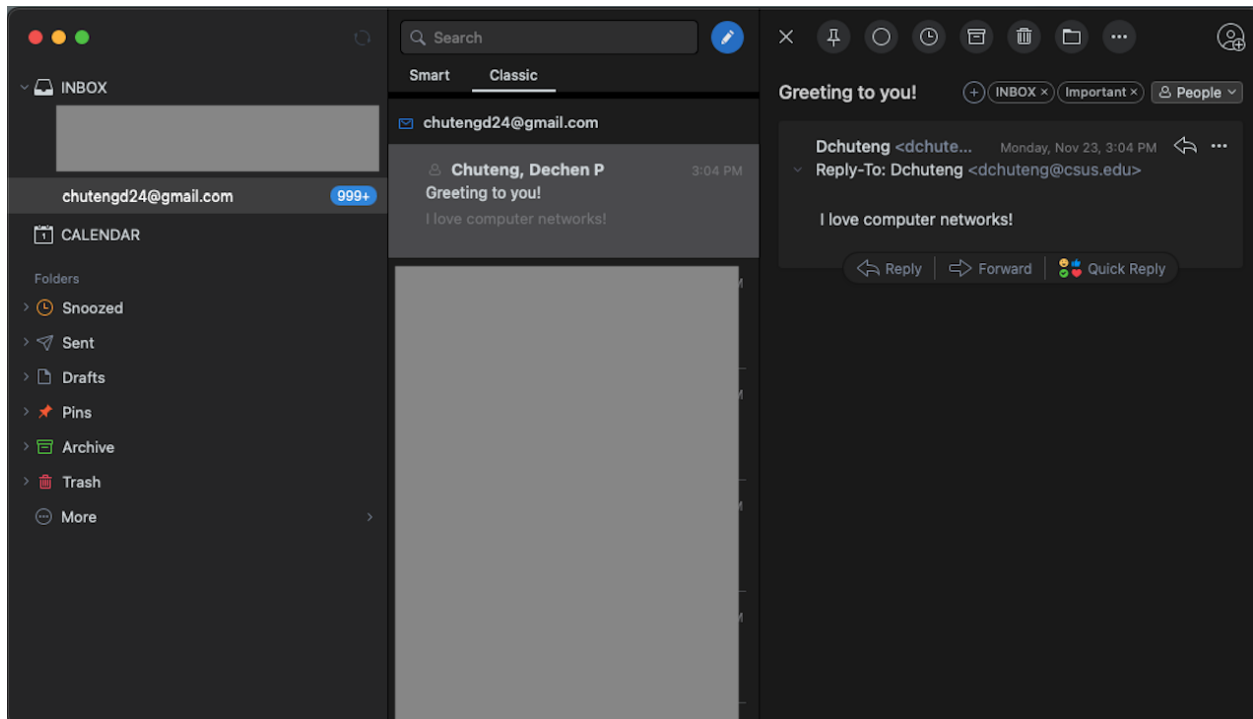 INBOX
chutengd24@gmail.com 999+
CALENDAR
Folders
Snoozed
Sent
Drafts
Pins
Archive
Trash
More
Search
Smart Classic
chutengd24@gmail.com
Chuteng, Dechen P 3:04 PM
Greeting to you!
I love computer networks!
Greeting to you! INBOX × Important × People
Dchuteng <dchute... Monday, Nov 23, 3:04 PM
Reply-To: Dchuteng <dchuteng@csus.edu>
I love computer networks!
Reply Forward Quick Reply